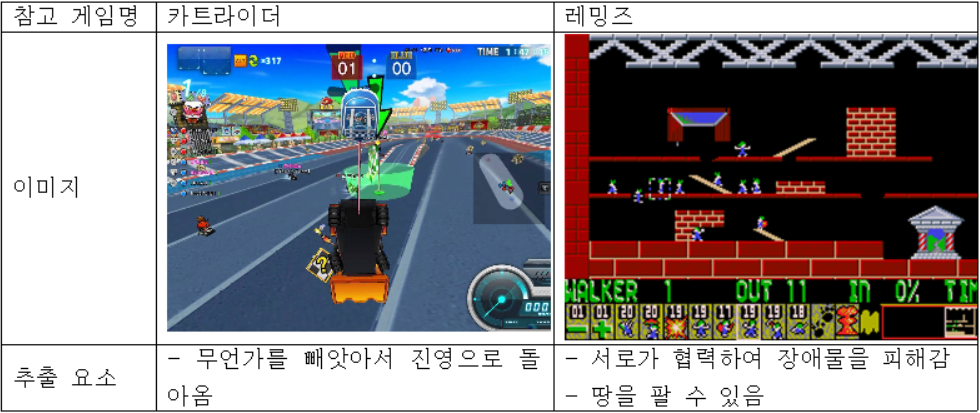 참고 게임명 카트라이더 레밍즈
이미지
×317
RED
01
BLUE
00
TIME 1:47
WALKER 1 OUT 11 IN 0% TIM
01 01 20 20 19 19 17 19 19 18
추출 요소
- 무언가를 빼앗아서 진영으로 돌
아옴
- 서로가 협력하여 장애물을 피해감
- 땅을 팔 수 있음